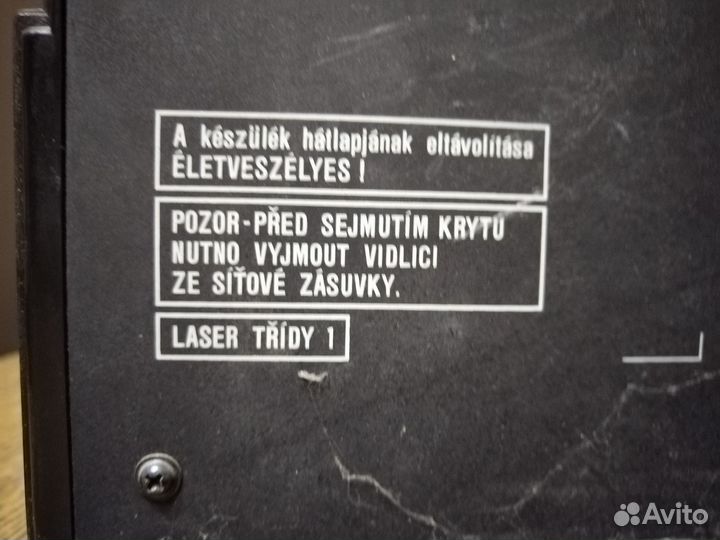 A készülék hátlapjának eltávolítása
ÉLETVESZÉLYES!
POZOR-PŘED SEJMUTÍM KRYTU
NUTNO VYJMOUT VIDLICI
ZE SÍŤOVÉ ZÁSUVKY.
LASER TŘÍDY 1
Avito